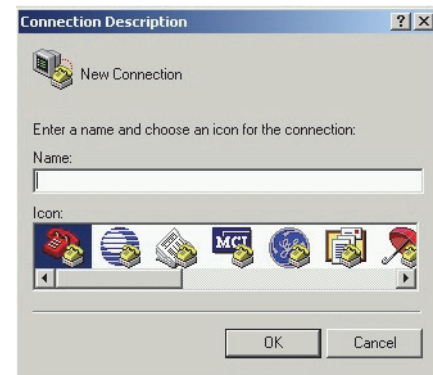 Connection Description
New Connection
Enter a name and choose an icon for the connection:
Name:
Icon:
MCI
OK Cancel